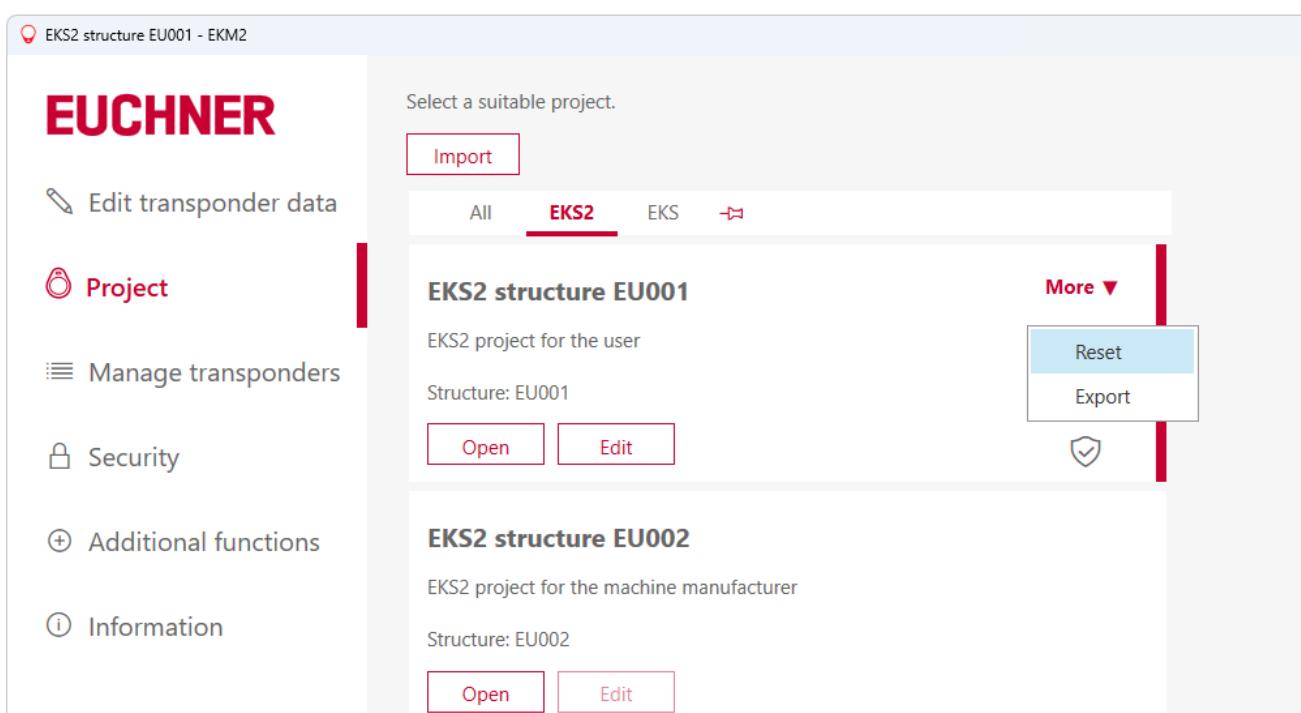 EKS2 structure EU001 - EKM2
EUCHNER
Edit transponder data
Project
Manage transponders
Security
Additional functions
Information
Select a suitable project.
Import
All EKS2 EKS
EKS2 structure EU001
More ▼
EKS2 project for the user
Reset
Structure: EU001
Export
Open Edit
EKS2 structure EU002
EKS2 project for the machine manufacturer
Structure: EU002
Open Edit